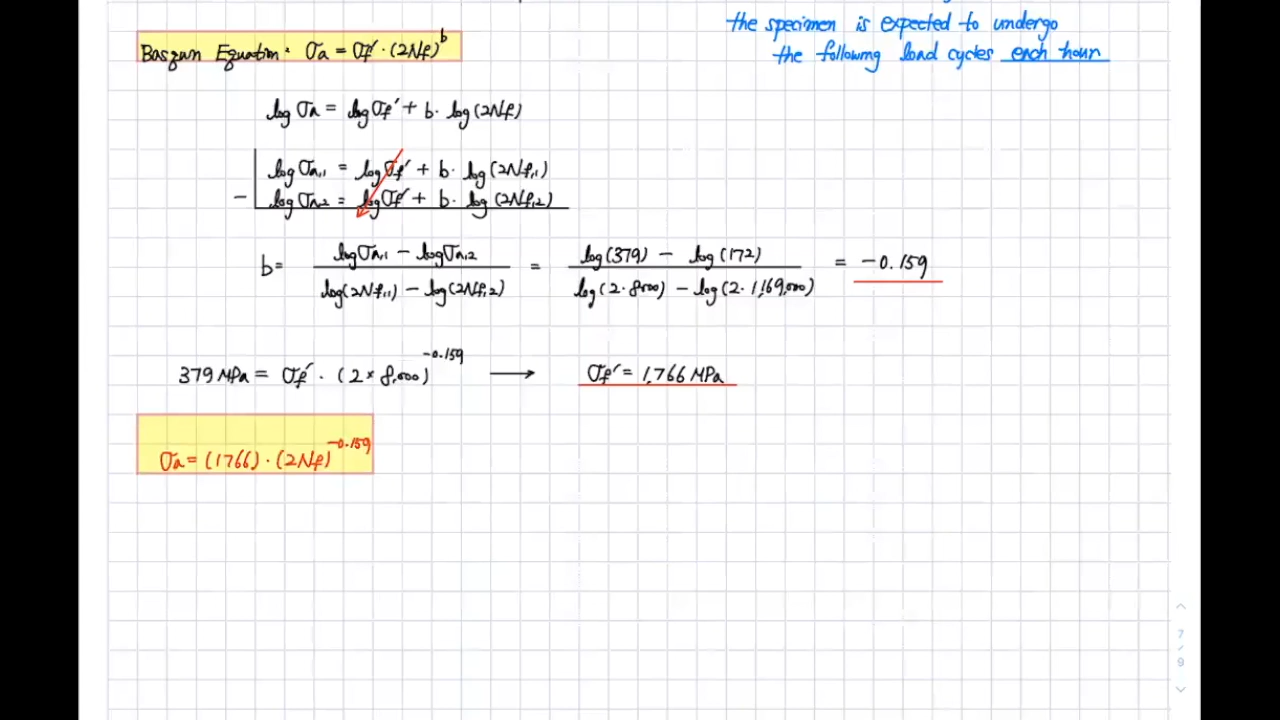 the specimen is expected to undergo
the following load cycles each hour
Basquin Equation: σa = σf′·(2Nf)^b
log σa = log σf′ + b· log(2Nf)
log σa,1 = log σf′ + b· log(2Nf,1)
− log σa,2 = log σf′ + b· log(2Nf,2)
b = (log σa,1 − log σa,2) / (log(2Nf,1) − log(2Nf,2)) = (log(379) − log(172)) / (log(2·8,000) − log(2·1,169,000)) = −0.159
379 MPa = σf′ · (2×8,000)^−0.159 ⟶ σf′ = 1,766 MPa
σa = (1766)·(2Nf)^−0.159
7
/
9